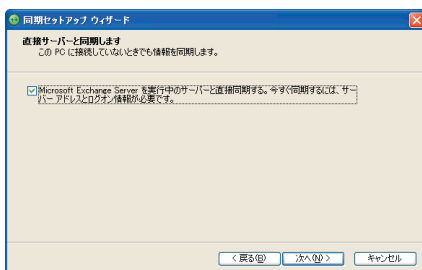 同期セットアップ ウィザード
直接サーバーと同期します
この PC に接続していないときでも情報を同期します。
Microsoft Exchange Server を実行中のサーバーと直接同期する。今すぐ同期するには、サー
バー アドレスとログオン情報が必要です。
< 戻る(B)
次へ(N) >
キャンセル